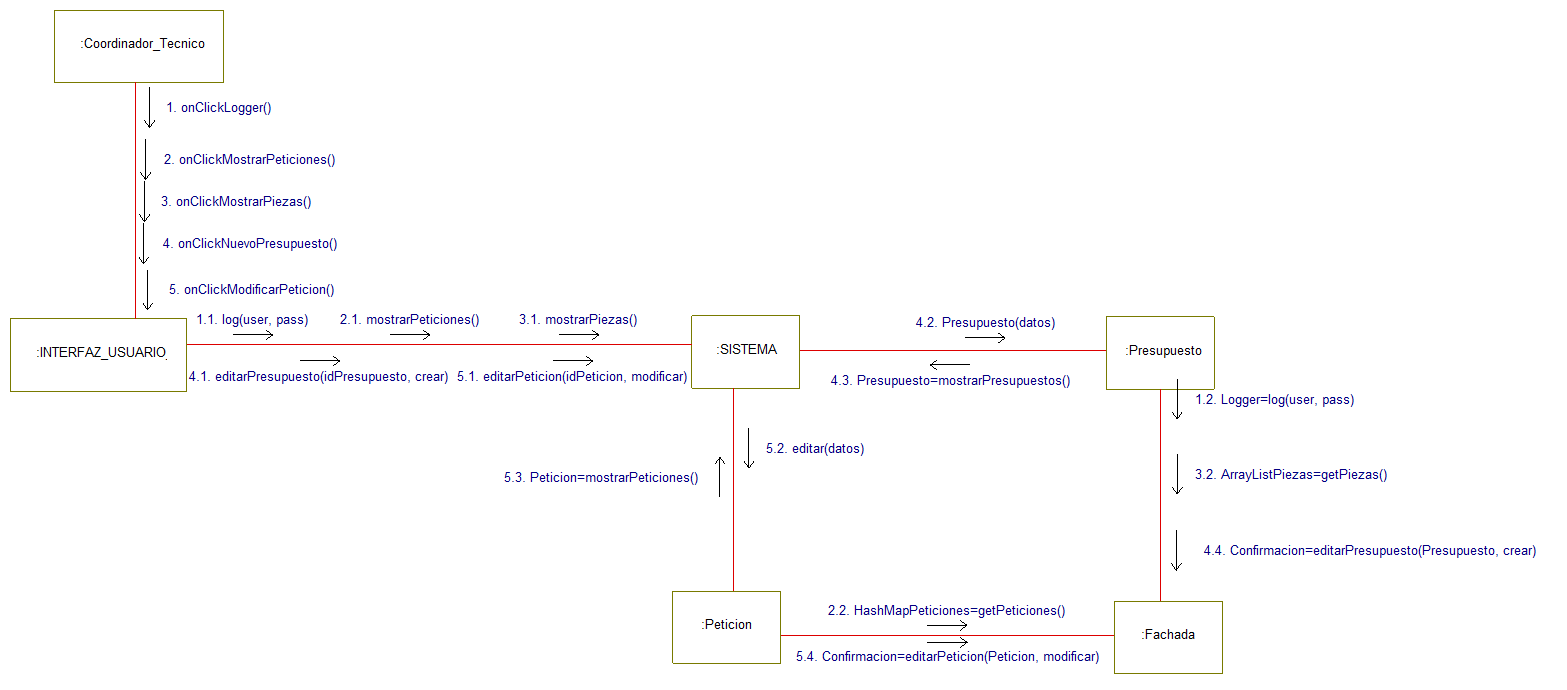 :Coordinador_Tecnico
1. onClickLogger()
2. onClickMostrarPeticiones()
3. onClickMostrarPiezas()
4. onClickNuevoPresupuesto()
5. onClickModificarPeticion()
:INTERFAZ_USUARIO
1.1. log(user, pass)
2.1. mostrarPeticiones()
3.1. mostrarPiezas()
4.1. editarPresupuesto(idPresupuesto, crear)
5.1. editarPeticion(idPeticion, modificar)
:SISTEMA
4.2. Presupuesto(datos)
4.3. Presupuesto=mostrarPresupuestos()
:Presupuesto
1.2. Logger=log(user, pass)
3.2. ArrayListPiezas=getPiezas()
4.4. Confirmacion=editarPresupuesto(Presupuesto, crear)
5.2. editar(datos)
5.3. Peticion=mostrarPeticiones()
:Peticion
2.2. HashMapPeticiones=getPeticiones()
5.4. Confirmacion=editarPeticion(Peticion, modificar)
:Fachada